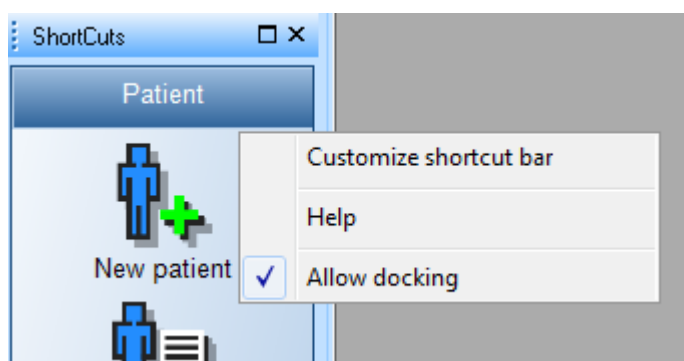 ShortCuts
Patient
Customize shortcut bar
Help
New patient
Allow docking